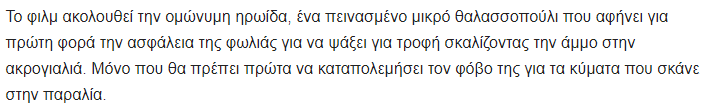 Το φιλμ ακολουθεί την ομώνυμη ηρωίδα, ένα πεινασμένο μικρό θαλασσοπούλι που αφήνει για
πρώτη φορά την ασφάλεια της φωλιάς για να ψάξει για τροφή σκαλίζοντας την άμμο στην
ακρογιαλιά. Μόνο που θα πρέπει πρώτα να καταπολεμήσει τον φόβο της για τα κύματα που σκάνε
στην παραλία.